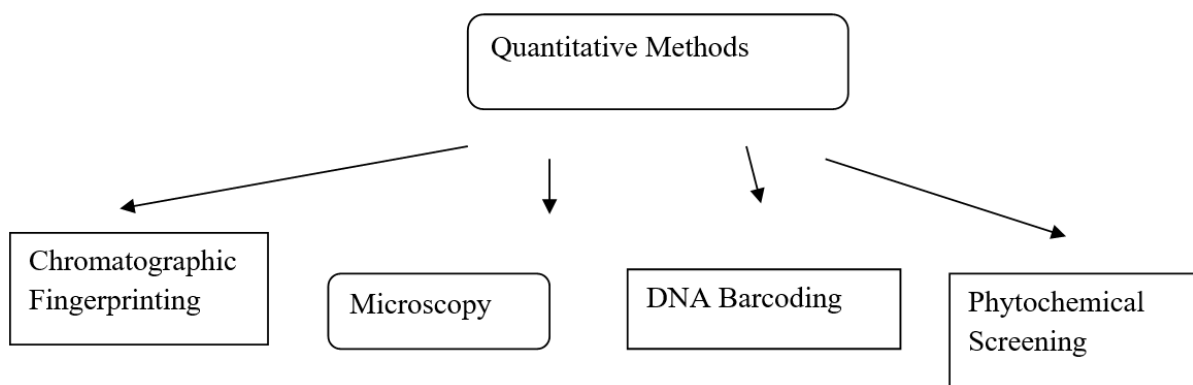 Quantitative Methods
Chromatographic
Fingerprinting
Microscopy
DNA Barcoding
Phytochemical
Screening